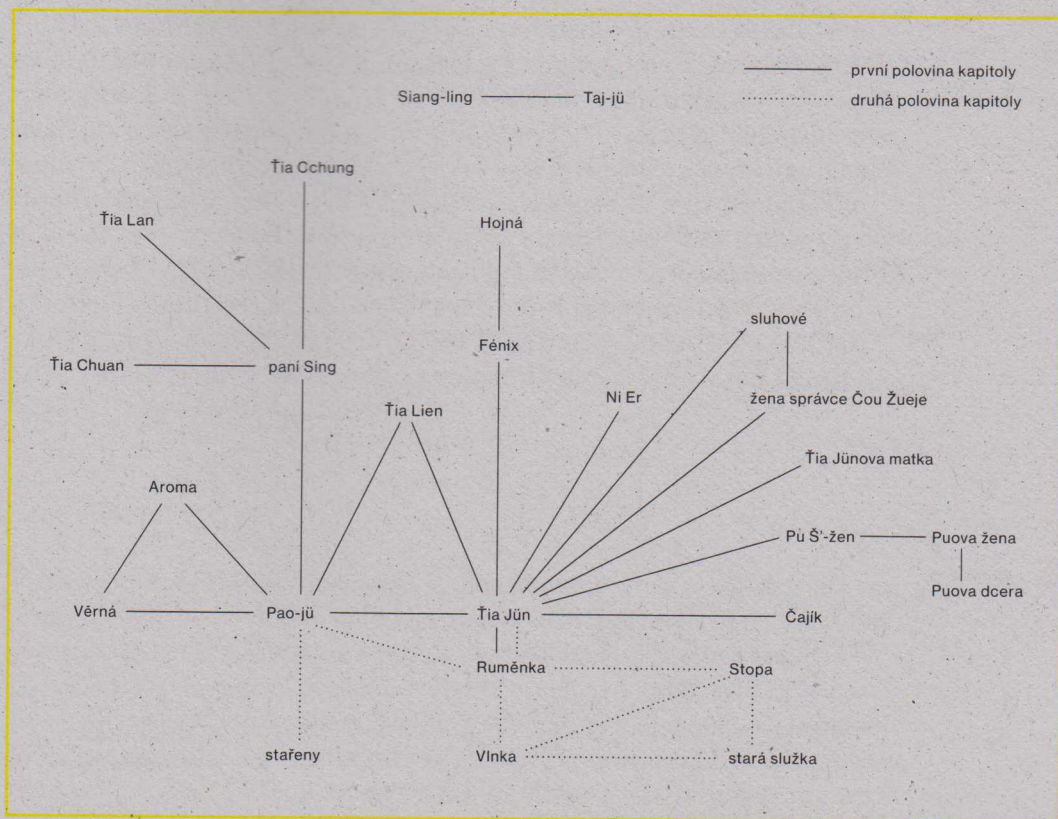 první polovina kapitoly
Siang-ling
Taj-jü
druhá polovina kapitoly
Ťia Cchung
Ťia Lan
Hojná
sluhové
Fénix
Ťia Chuan
paní Sing
Ni Er
žena správce Čou Žueje
Ťia Lien
Ťia Jünova matka
Aroma
Pu Š'-žen
Puova žena
Puova dcera
Věrná
Pao-jü
Ťia Jün
Čajík
Ruměnka
Stopa
stařeny
Vlnka
stará služka